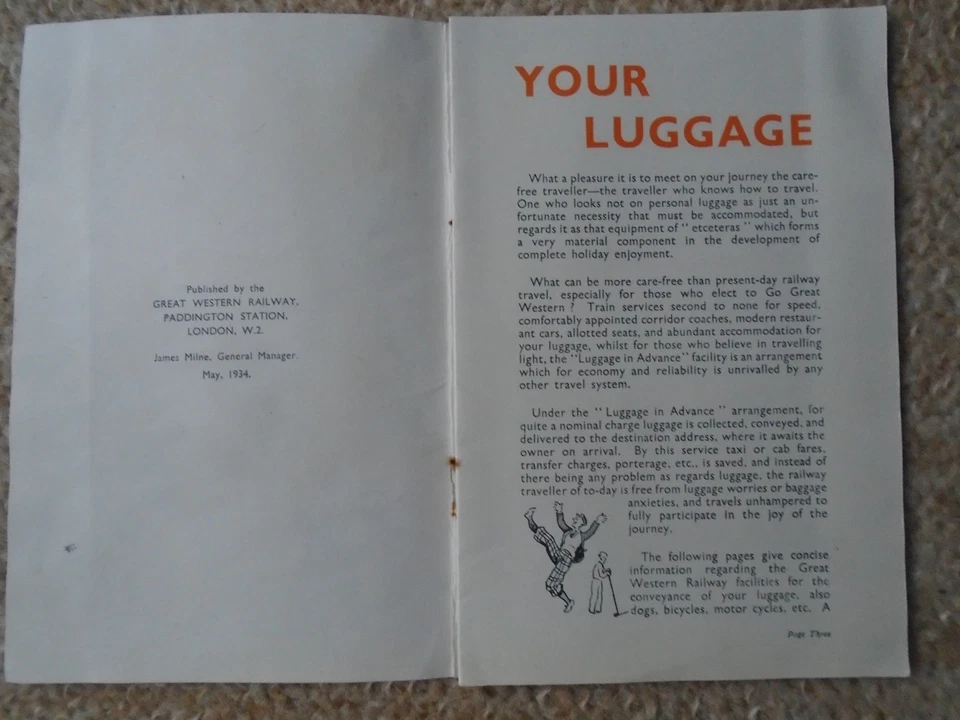 Published by the
GREAT WESTERN RAILWAY,
PADDINGTON STATION,
LONDON, W.2.
James Milne, General Manager.
May, 1934.
YOUR
LUGGAGE
What a pleasure it is to meet on your journey the care-
free traveller—the traveller who knows how to travel.
One who looks not on personal luggage as just an un-
fortunate necessity that must be accommodated, but
regards it as that equipment of "etceteras" which forms
a very material component in the development of
complete holiday enjoyment.
What can be more care-free than present-day railway
travel, especially for those who elect to Go Great
Western? Train services second to none for speed,
comfortably appointed corridor coaches, modern restaur-
ant cars, allotted seats, and abundant accommodation for
your luggage, whilst for those who believe in travelling
light, the "Luggage in Advance" facility is an arrangement
which for economy and reliability is unrivalled by any
other travel system.
Under the "Luggage in Advance" arrangement, for
quite a nominal charge luggage is collected, conveyed, and
delivered to the destination address, where it awaits the
owner on arrival. By this service taxi or cab fares,
transfer charges, porterage, etc., is saved, and instead of
there being any problem as regards luggage, the railway
traveller of to-day is free from luggage worries or baggage
anxieties, and travels unhampered to
fully participate in the joy of the
journey.
The following pages give concise
information regarding the Great
Western Railway facilities for the
conveyance of your luggage, also
dogs, bicycles, motor cycles, etc. A
Page Three